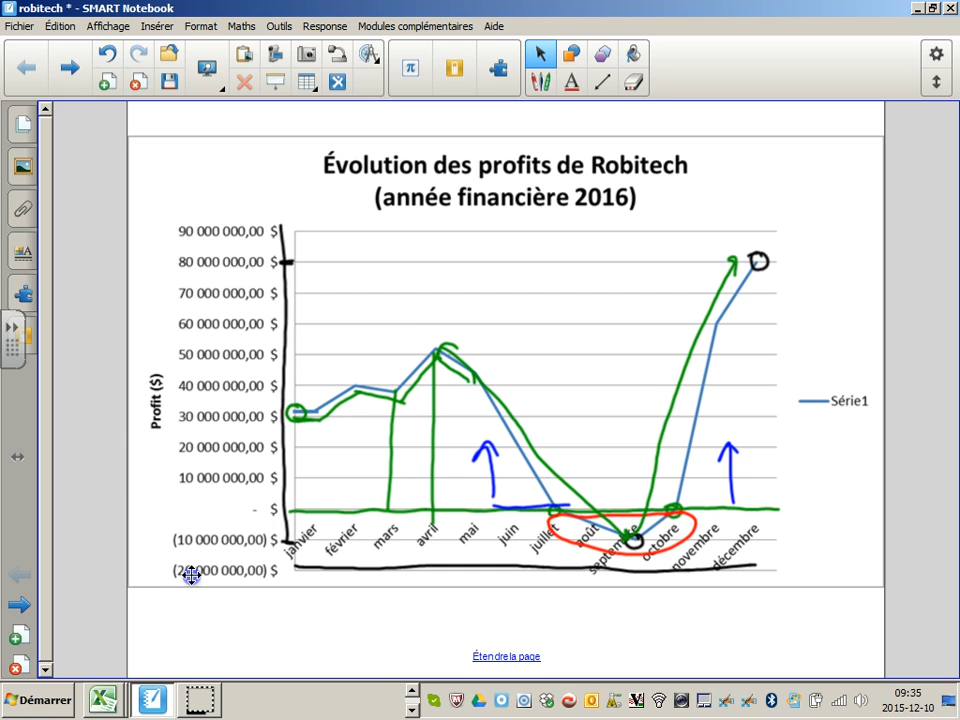 robitech * - SMART Notebook
Fichier Édition Affichage Insérer Format Maths Outils Response Modules complémentaires Aide
Évolution des profits de Robitech
(année financière 2016)
90 000 000,00 $
80 000 000,00 $
70 000 000,00 $
60 000 000,00 $
50 000 000,00 $
40 000 000,00 $
30 000 000,00 $
20 000 000,00 $
10 000 000,00 $
- $
(10 000 000,00) $
(20 000 000,00) $
Profit ($)
janvier février mars avril mai juin juillet août septembre octobre novembre décembre
Série1
Étendre la page
Démarrer
09:35
2015-12-10